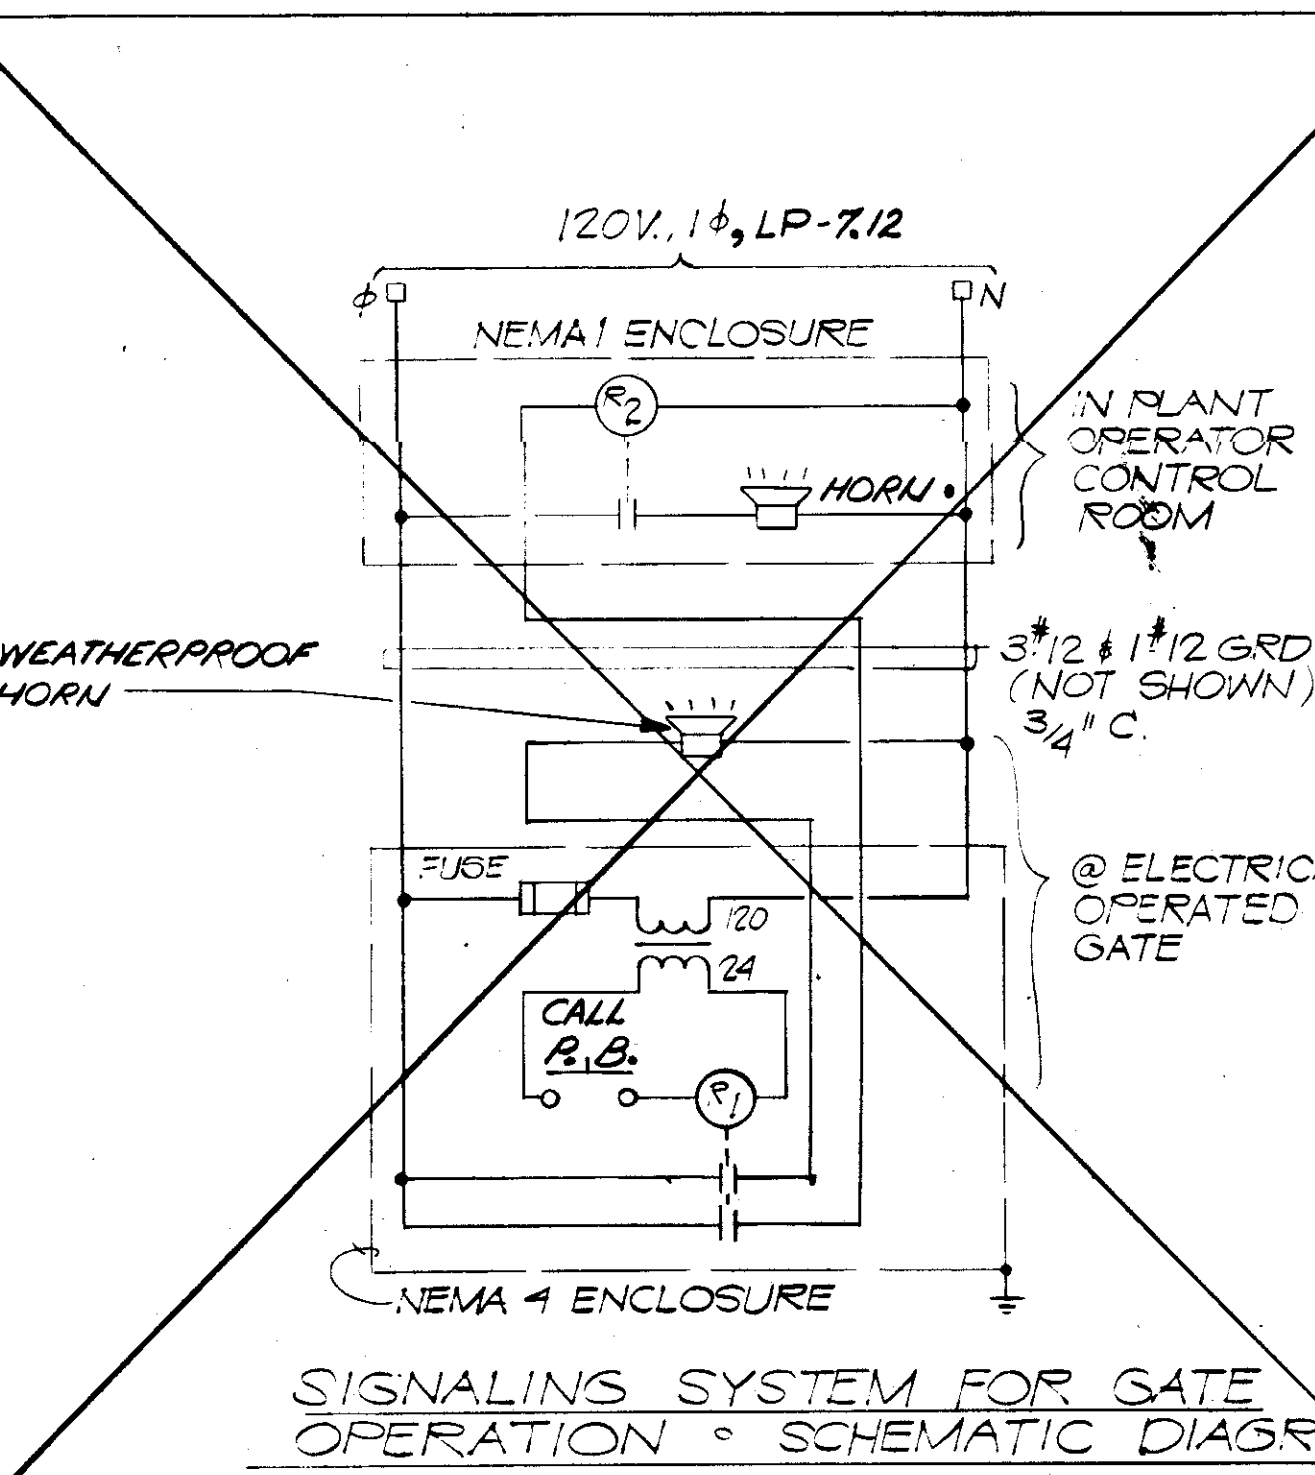 120V., 1ϕ, LP-7.12
ϕ
N
NEMA 1 ENCLOSURE
R2
HORN
IN PLANT
OPERATOR
CONTROL
ROOM
WEATHERPROOF
HORN
3#12 & 1#12 GRD
(NOT SHOWN)
3/4" C.
FUSE
120
24
@ ELECTRIC
OPERATED
GATE
CALL
P.B.
R1
NEMA 4 ENCLOSURE
SIGNALING SYSTEM FOR GATE
OPERATION • SCHEMATIC DIAGR